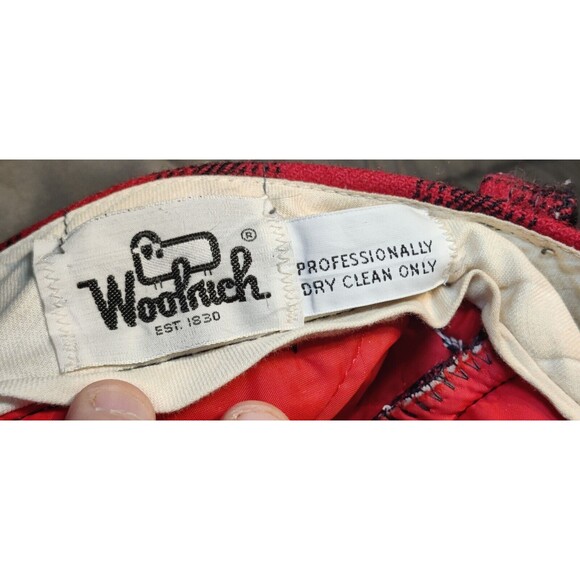 ®
Woolrich
EST. 1830
PROFESSIONALLY
DRY CLEAN ONLY